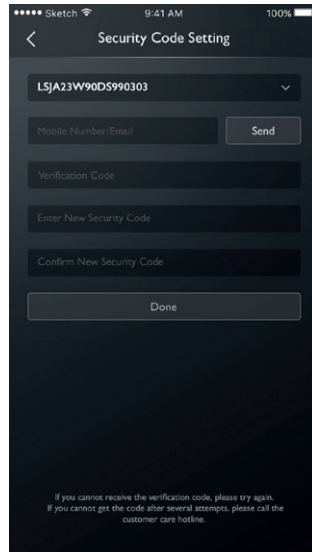 Sketch 9:41 AM 100%
Security Code Setting
LSJA23W90DS990303
Mobile Number/Email Send
Verification Code
Enter New Security Code
Confirm New Security Code
Done
If you cannot receive the verification code, please try again.
If you cannot get the code after several attempts, please call the
customer care hotline.